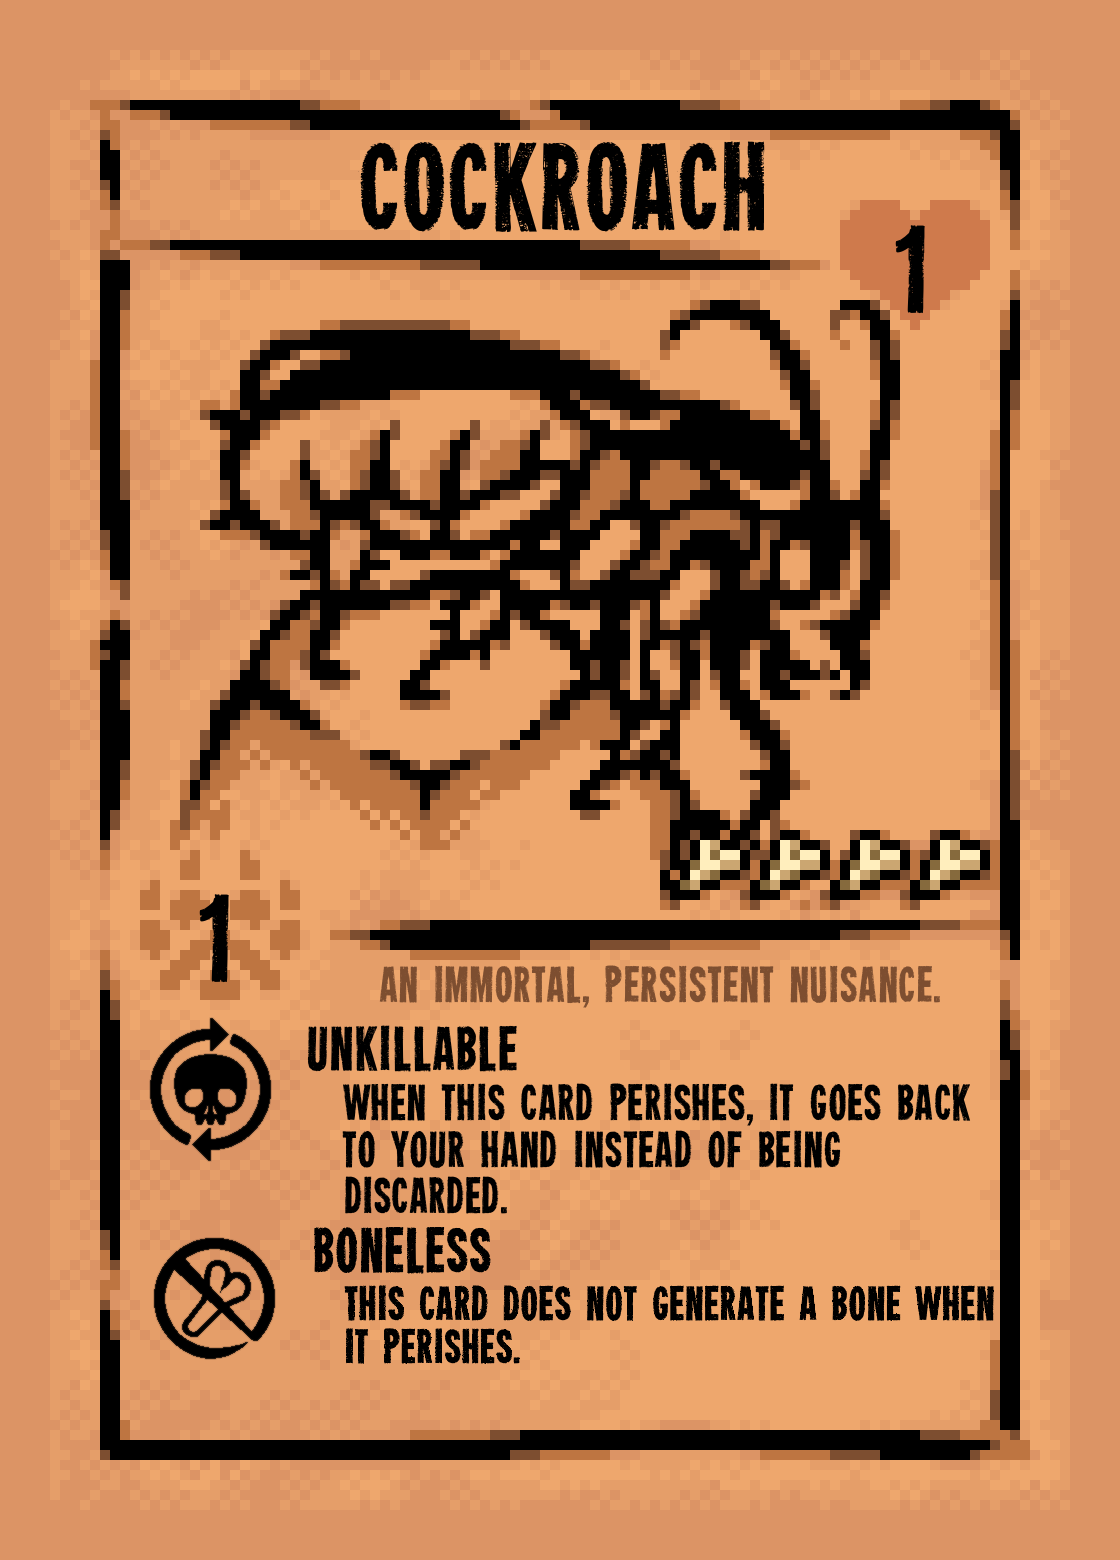 COCKROACH
1
1
AN IMMORTAL, PERSISTENT NUISANCE.
UNKILLABLE
WHEN THIS CARD PERISHES, IT GOES BACK
TO YOUR HAND INSTEAD OF BEING
DISCARDED.
BONELESS
THIS CARD DOES NOT GENERATE A BONE WHEN
IT PERISHES.